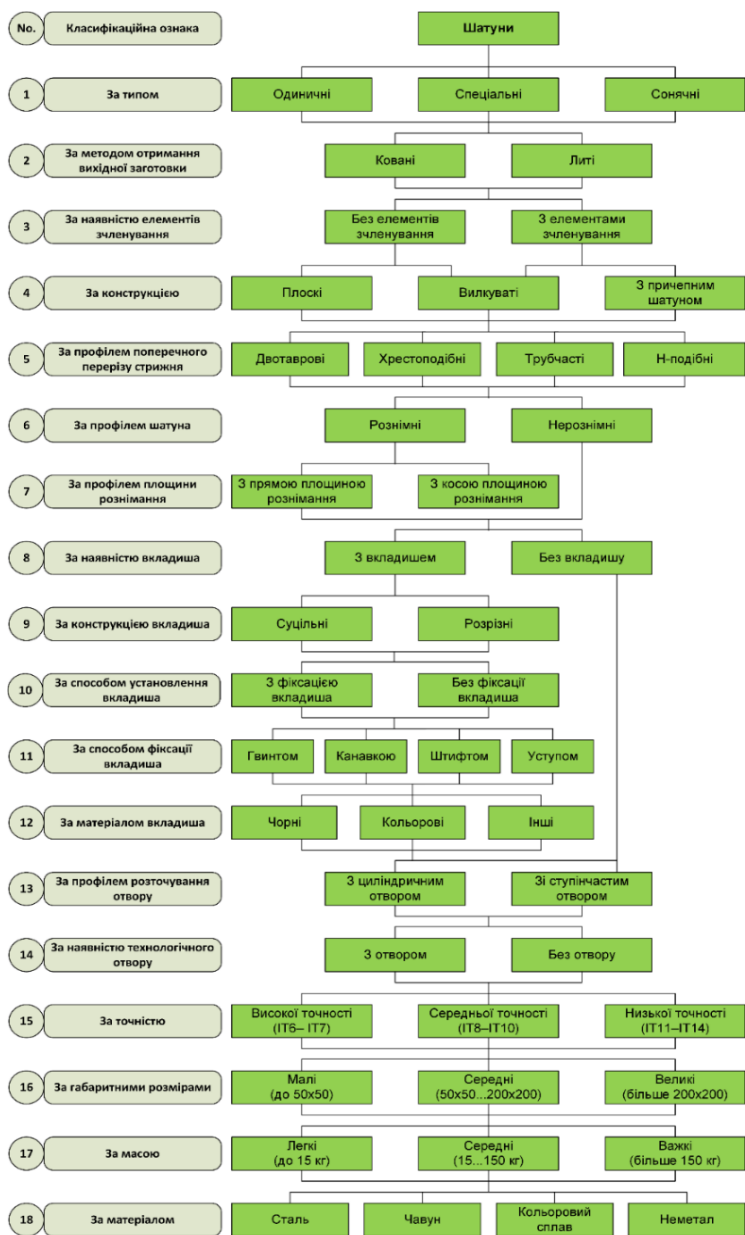 No.
Класифікаційна ознака
Шатуни
1
За типом
Одиничні
Спеціальні
Сонячні
2
За методом отримання
вихідної заготовки
Ковані
Литі
3
За наявністю елементів
зчленування
Без елементів
зчленування
З елементами
зчленування
4
За конструкцією
Плоскі
Вилкуваті
З причепним
шатуном
5
За профілем поперечного
перерізу стрижня
Двотаврові
Хрестоподібні
Трубчасті
Н-подібні
6
За профілем шатуна
Рознімні
Нерознімні
7
За профілем площини
рознімання
З прямою площиною
рознімання
З косою площиною
рознімання
8
За наявністю вкладиша
З вкладишем
Без вкладишу
9
За конструкцією вкладиша
Суцільні
Розрізні
10
За способом установлення
вкладиша
З фіксацією
вкладиша
Без фіксації
вкладиша
11
За способом фіксації
вкладиша
Гвинтом
Канавкою
Штифтом
Уступом
12
За матеріалом вкладиша
Чорні
Кольорові
Інші
13
За профілем розточування
отвору
З циліндричним
отвором
Зі ступінчастим
отвором
14
За наявністю технологічного
отвору
З отвором
Без отвору
15
За точністю
Високої точності
(IT6– IT7)
Середньої точності
(IT8–IT10)
Низької точності
(IT11–IT14)
16
За габаритними розмірами
Малі
(до 50х50)
Середні
(50х50...200х200)
Великі
(більше 200х200)
17
За масою
Легкі
(до 15 кг)
Середні
(15...150 кг)
Важкі
(більше 150 кг)
18
За матеріалом
Сталь
Чавун
Кольоровий
сплав
Неметал